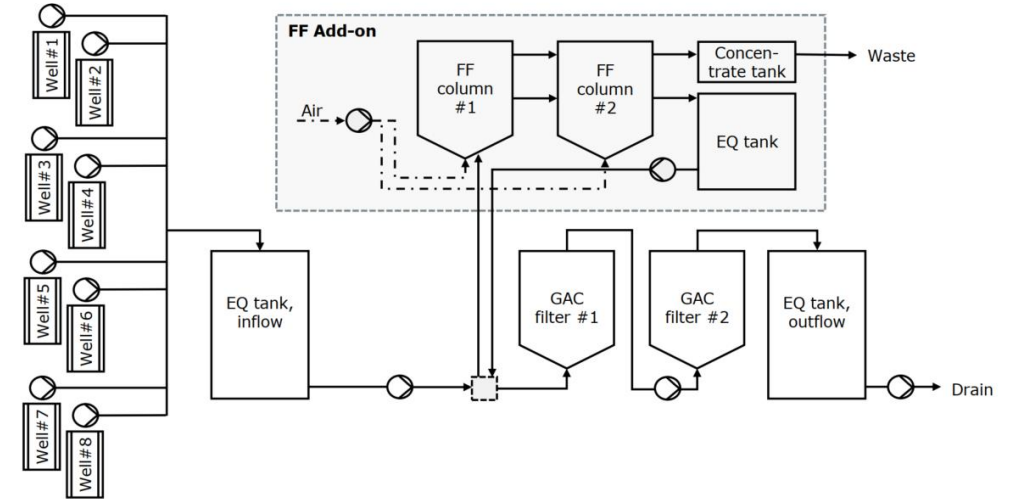 Well#1
Well#2
Well#3
Well#4
Well#5
Well#6
Well#7
Well#8
FF Add-on
Air
FF
column
#1
FF
column
#2
Concen-
trate tank
Waste
EQ tank
EQ tank,
inflow
GAC
filter #1
GAC
filter #2
EQ tank,
outflow
Drain